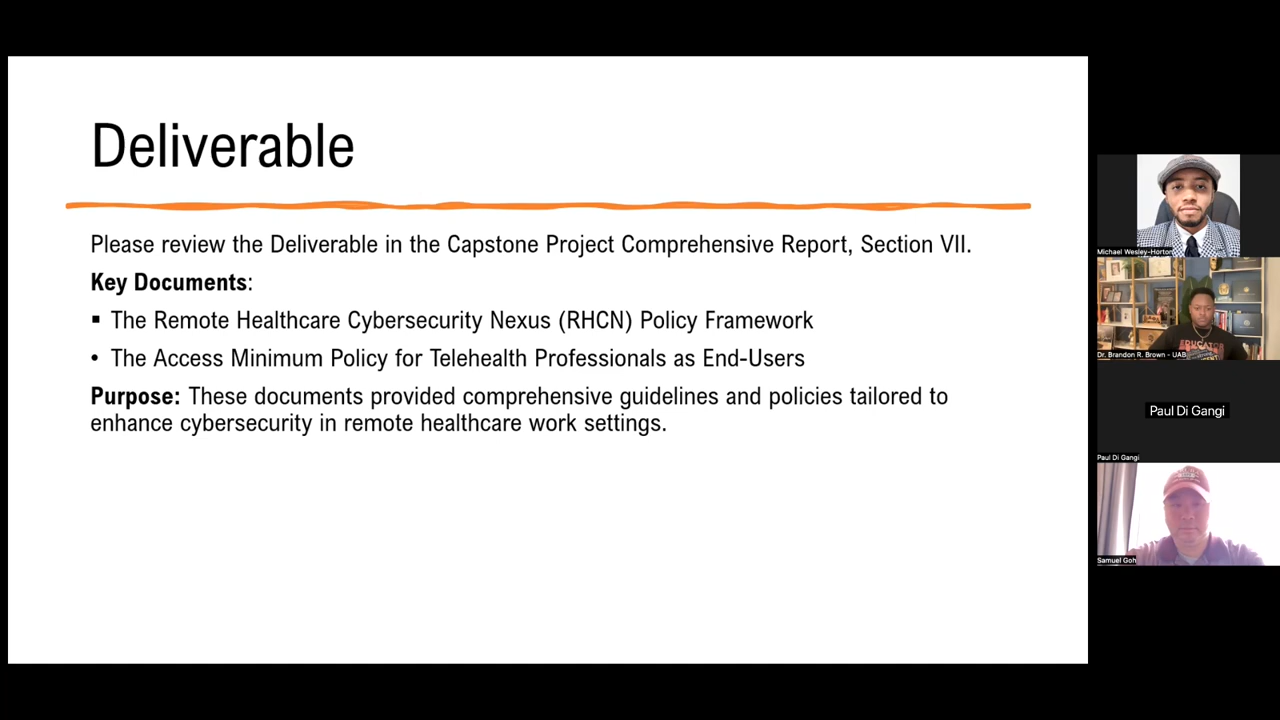 Deliverable
Please review the Deliverable in the Capstone Project Comprehensive Report, Section VII.
Key Documents:
▪ The Remote Healthcare Cybersecurity Nexus (RHCN) Policy Framework
• The Access Minimum Policy for Telehealth Professionals as End-Users
Purpose: These documents provided comprehensive guidelines and policies tailored to
enhance cybersecurity in remote healthcare work settings.
Michael Wesley-Horton
EDUCATOR
Dr. Brandon R. Brown - UAB
Paul Di Gangi
Paul Di Gangi
Samuel Goh